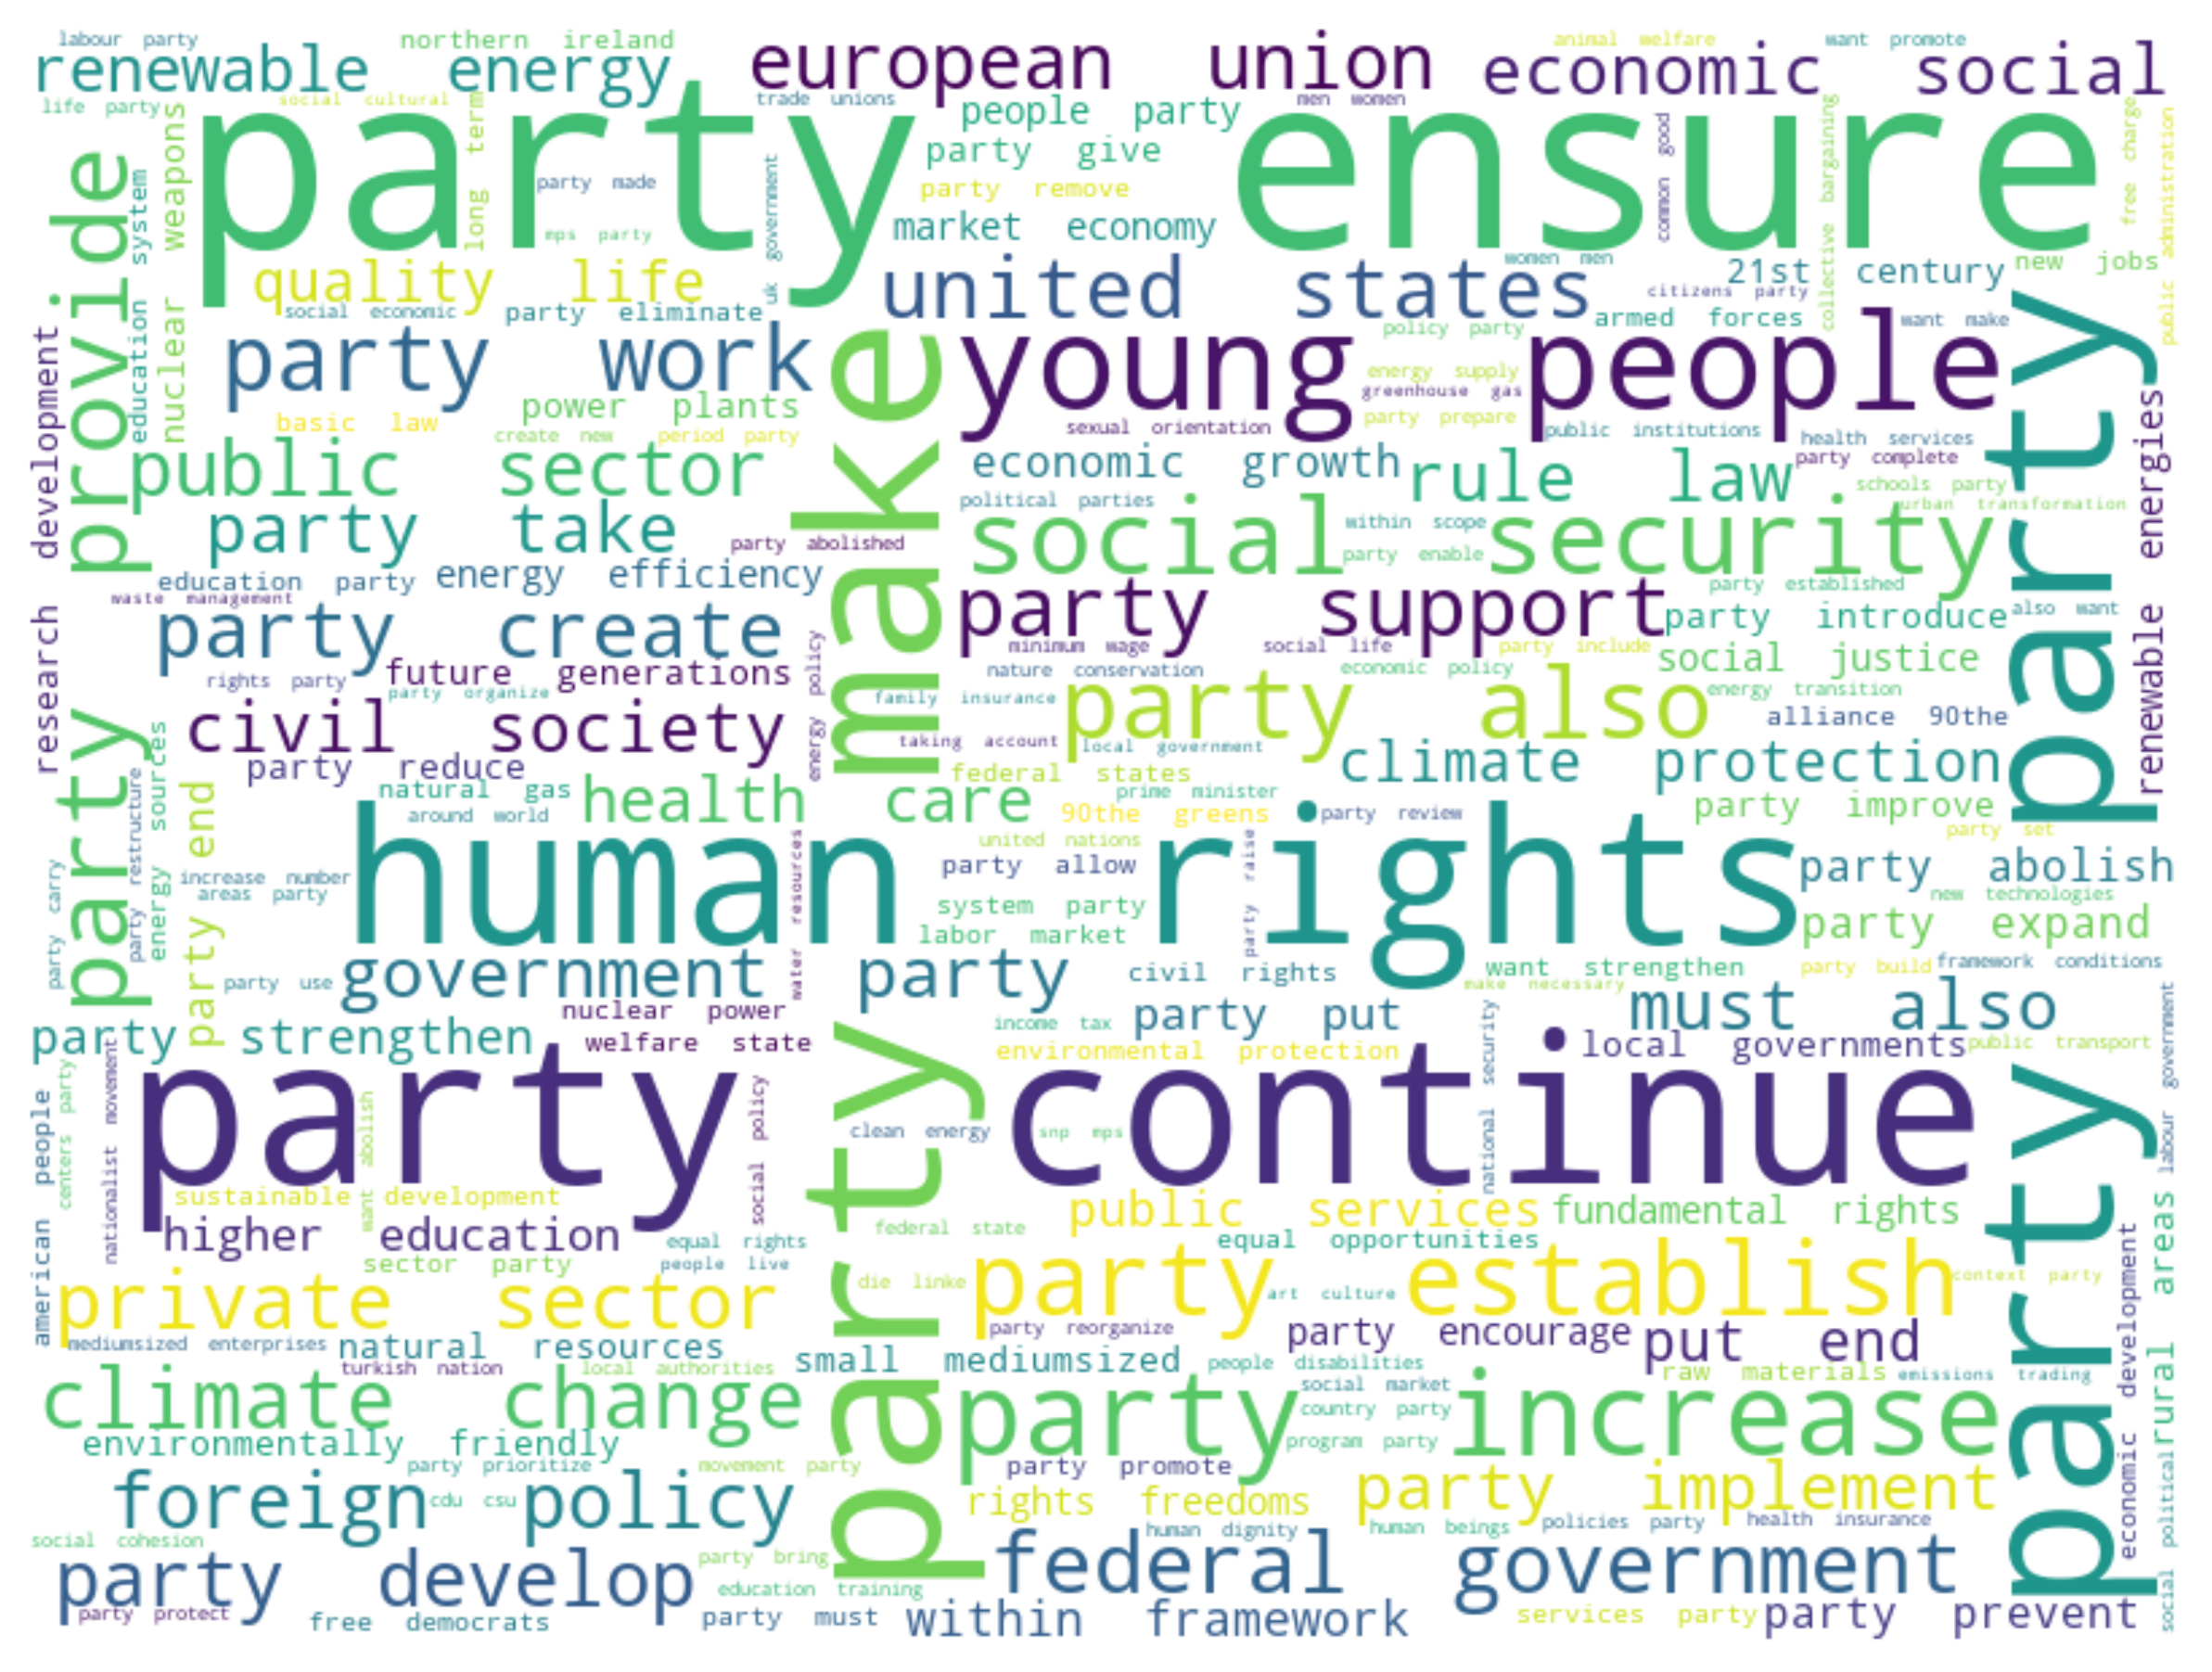 labour party
northern ireland
animal welfare
want promote
renewable energy
european union
economic social
life party
social cultural
trade unions
men women
people party
party ensure
party give
party made
party remove
mps party
market economy
long term
uk government
common good
collective bargaining
free charge
public administration
nuclear weapons
education system
party provide
research development
quality life
united states
women men
21st century
new jobs
social economic
party eliminate
citizens party
armed forces
want make
party work
young people
policy party
energy supply
greenhouse gas
party prepare
basic law
power plants
create new
period party
sexual orientation
public institutions
health services
party complete
public sector
economic growth
rule law
schools party
urban transformation
political parties
party take
party abolished
social security
within scope
party enable
education party
energy efficiency
waste management
party established
party create
party support
party introduce
also want
minimum wage
social life
party include
rights party
future generations
party organize
energy policy
party make
nature conservation
economic policy
social justice
family insurance
party also
energy transition
alliance 90the
civil society
taking account
local government
climate protection
party reduce
federal states
natural gas
health care
prime minister
around world
90the greens
party review
party improve
party set
party party
renewable energies
energy sources
party restructure
party carry
party end
human rights
united nations
party allow
party raise
party abolish
increase number
areas party
water resources
system party
new technologies
labor market
party expand
party use
government party
civil rights
want strengthen
party build
framework conditions
make necessary
nuclear power
party put
must also
party strengthen
welfare state
income tax
environmental protection
local governments
public transport
national security
labour government
party continue
american people
centers party
nationalist movement
want abolish
social policy
clean energy
snp mps
sustainable development
public services
fundamental rights
higher education
federal state
equal rights
equal opportunities
sector party
people live
private sector
die linke
party establish
art culture
context party
mediumsized enterprises
natural resources
party reorganize
party encourage
put end
turkish nation
local authorities
small mediumsized
people disabilities
raw materials
emissions trading
climate change
party increase
social market
country party
program party
rural areas
economic development
social political
environmentally friendly
party prioritize
movement party
party promote
foreign policy
cdu csu
rights freedoms
party implement
social cohesion
human dignity
human beings
policies party
health insurance
party develop
party bring
federal government
education training
party protect
free democrats
party must
within framework
services party
party prevent